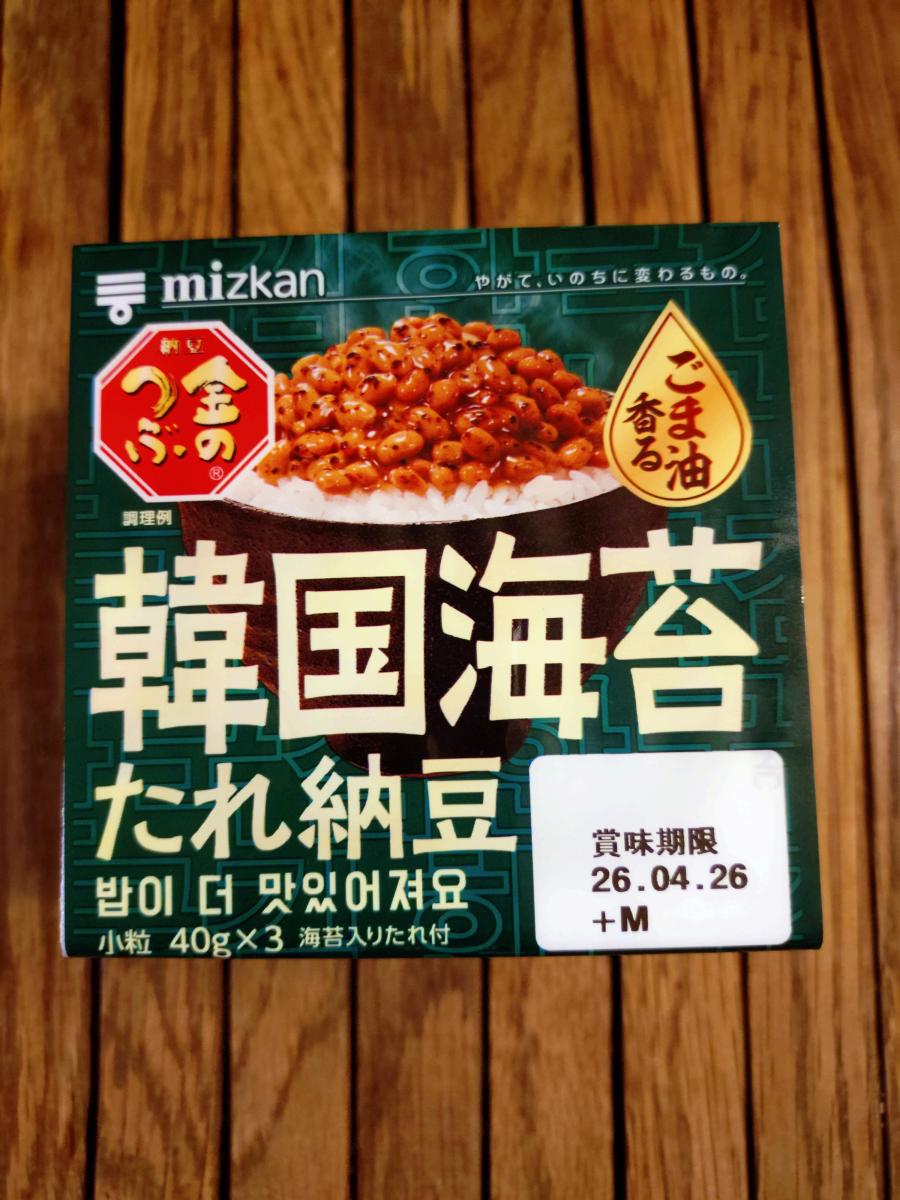 mizkan
やがて、いのちに変わるもの。
納豆
金の
つぶ®
ごま油
香る
調理例
韓国海苔
たれ納豆
밥이 더 맛있어져요
小粒 40g×3 海苔入りたれ付
賞味期限
26.04.26
+M